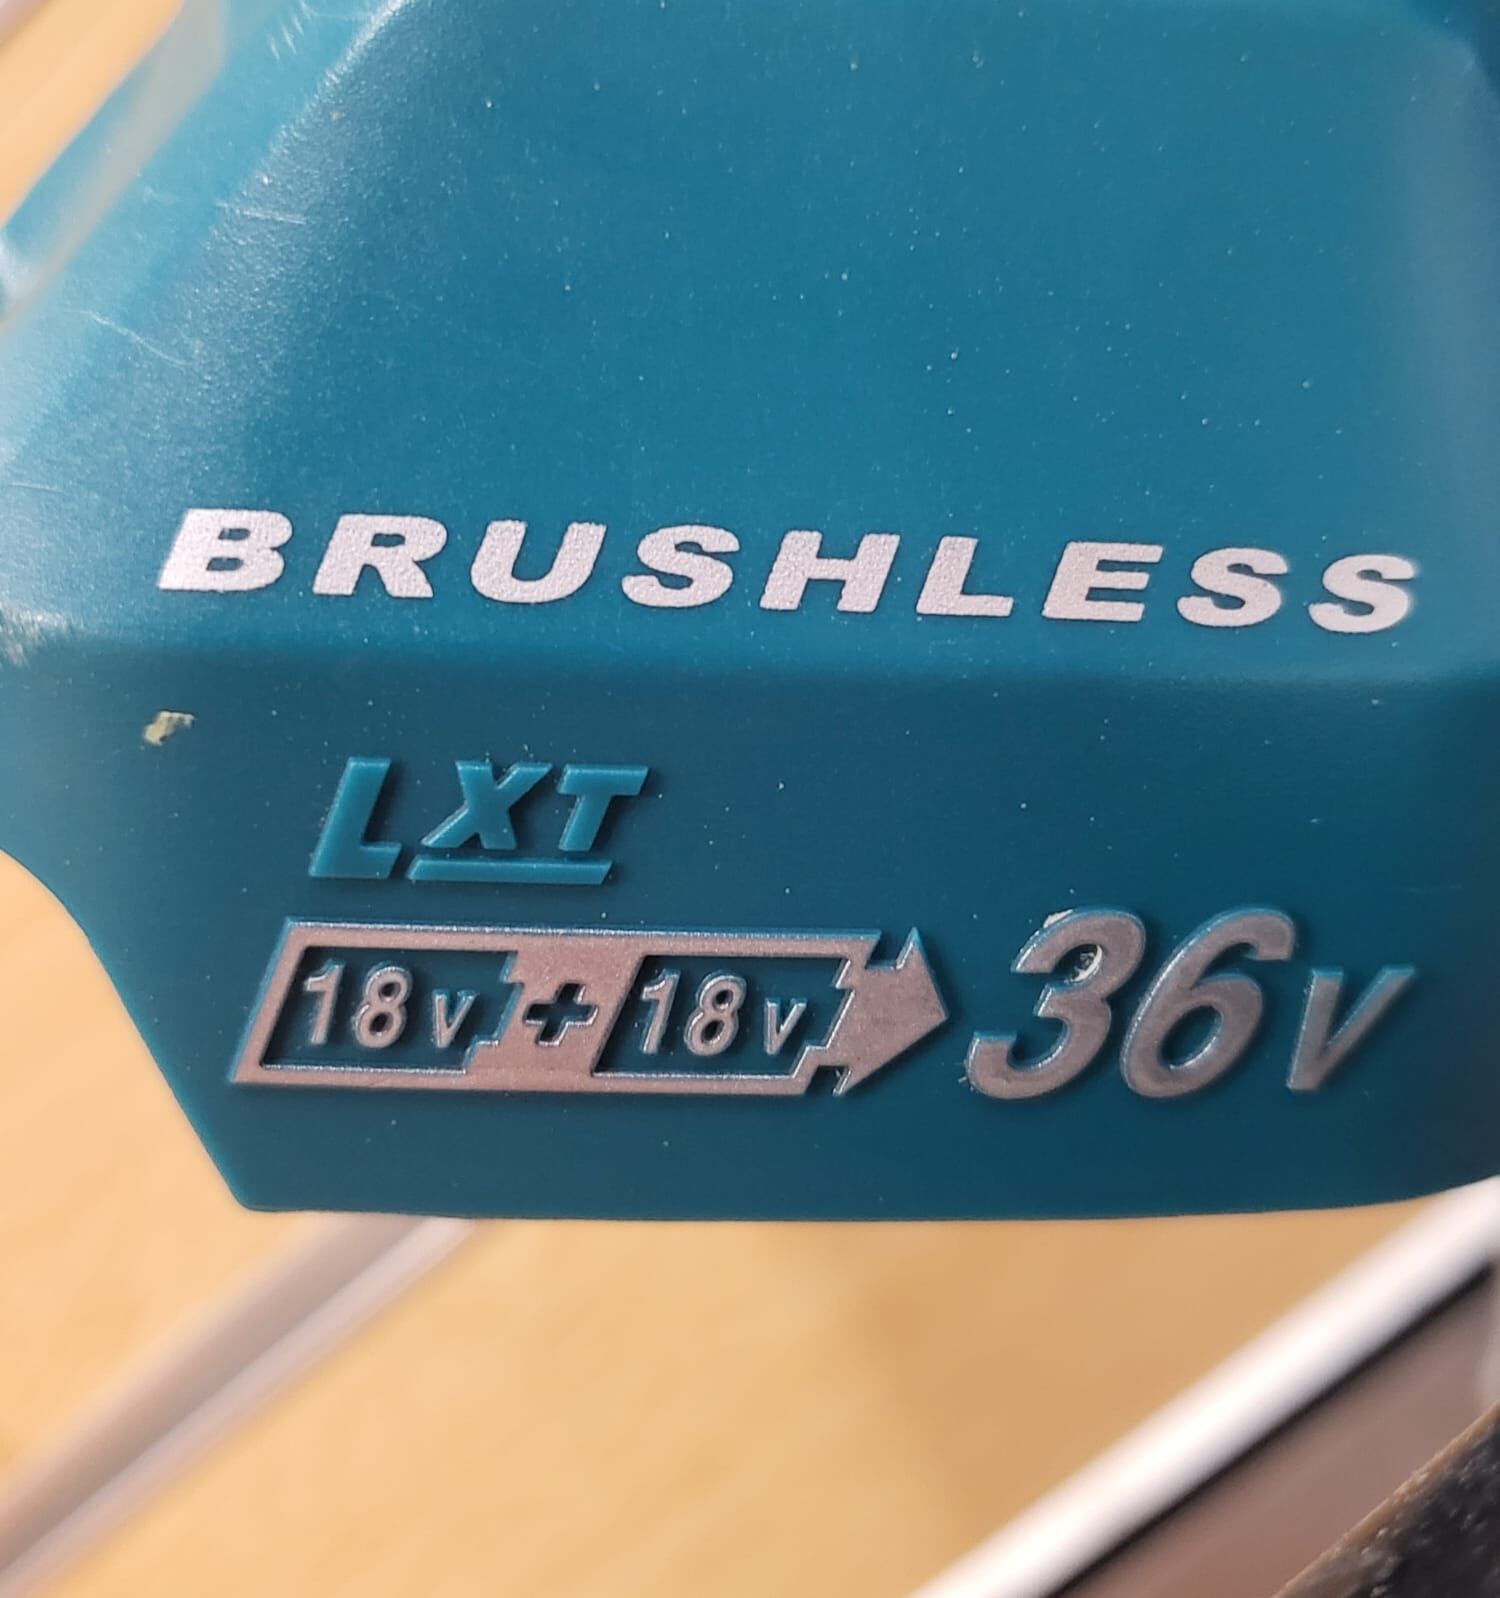 BRUSHLESS
LXT
18v + 18v 36v